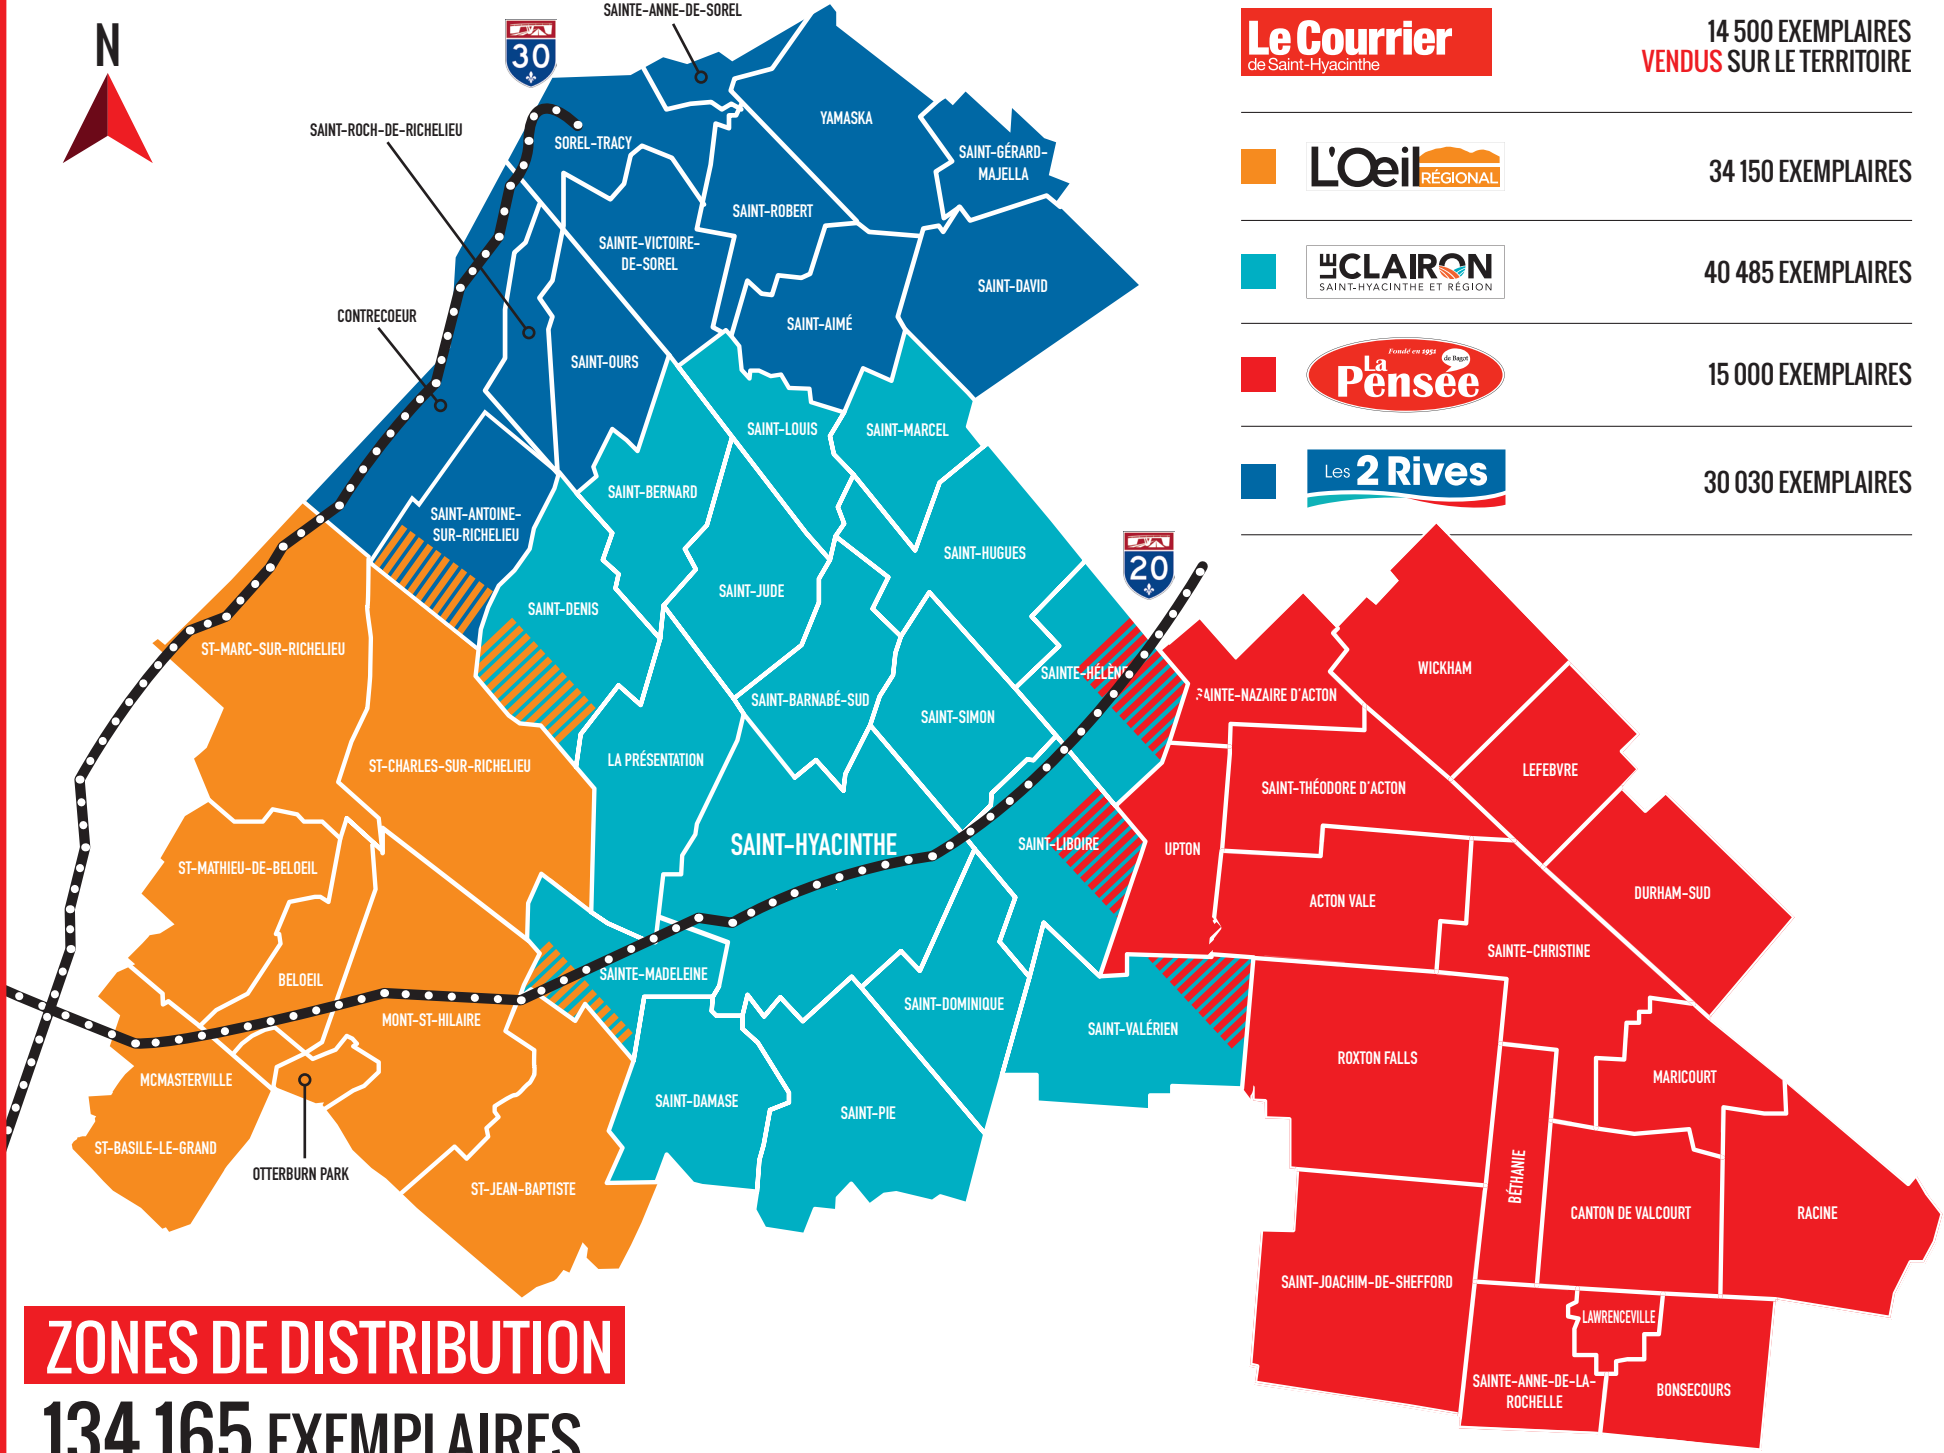 N
30
SAINTE-ANNE-DE-SOREL
SAINT-ROCH-DE-RICHELIEU
SOREL-TRACY
YAMASKA
SAINT-GÉRARD-
MAJELLA
SAINT-ROBERT
SAINTE-VICTOIRE-
DE-SOREL
SAINT-DAVID
CONTRECOEUR
SAINT-AIMÉ
SAINT-OURS
SAINT-LOUIS
SAINT-MARCEL
SAINT-BERNARD
SAINT-ANTOINE-
SUR-RICHELIEU
SAINT-HUGUES
20
SAINT-DENIS
SAINT-JUDE
ST-MARC-SUR-RICHELIEU
SAINTE-HÉLÈNE
WICKHAM
SAINTE-NAZAIRE D'ACTON
SAINT-BARNABÉ-SUD
SAINT-SIMON
LA PRÉSENTATION
ST-CHARLES-SUR-RICHELIEU
LEFEBVRE
SAINT-THÉODORE D'ACTON
SAINT-HYACINTHE
SAINT-LIBOIRE
UPTON
ST-MATHIEU-DE-BELOEIL
DURHAM-SUD
ACTON VALE
SAINTE-CHRISTINE
BELOEIL
SAINTE-MADELEINE
SAINT-DOMINIQUE
MONT-ST-HILAIRE
SAINT-VALÉRIEN
ROXTON FALLS
MARICOURT
MCMASTERVILLE
SAINT-DAMASE
SAINT-PIE
ST-BASILE-LE-GRAND
OTTERBURN PARK
ST-JEAN-BAPTISTE
BÉTHANIE
CANTON DE VALCOURT
RACINE
SAINT-JOACHIM-DE-SHEFFORD
LAWRENCEVILLE
SAINTE-ANNE-DE-LA-
ROCHELLE
BONSECOURS
Le Courrier
de Saint-Hyacinthe
14 500 EXEMPLAIRES
VENDUS SUR LE TERRITOIRE
L'Oeil RÉGIONAL
34 150 EXEMPLAIRES
LE CLAIRON
SAINT-HYACINTHE ET RÉGION
40 485 EXEMPLAIRES
Fondé en 1951
La Pensée de Bagot
15 000 EXEMPLAIRES
Les 2 Rives
30 030 EXEMPLAIRES
ZONES DE DISTRIBUTION
134 165 EXEMPLAIRES